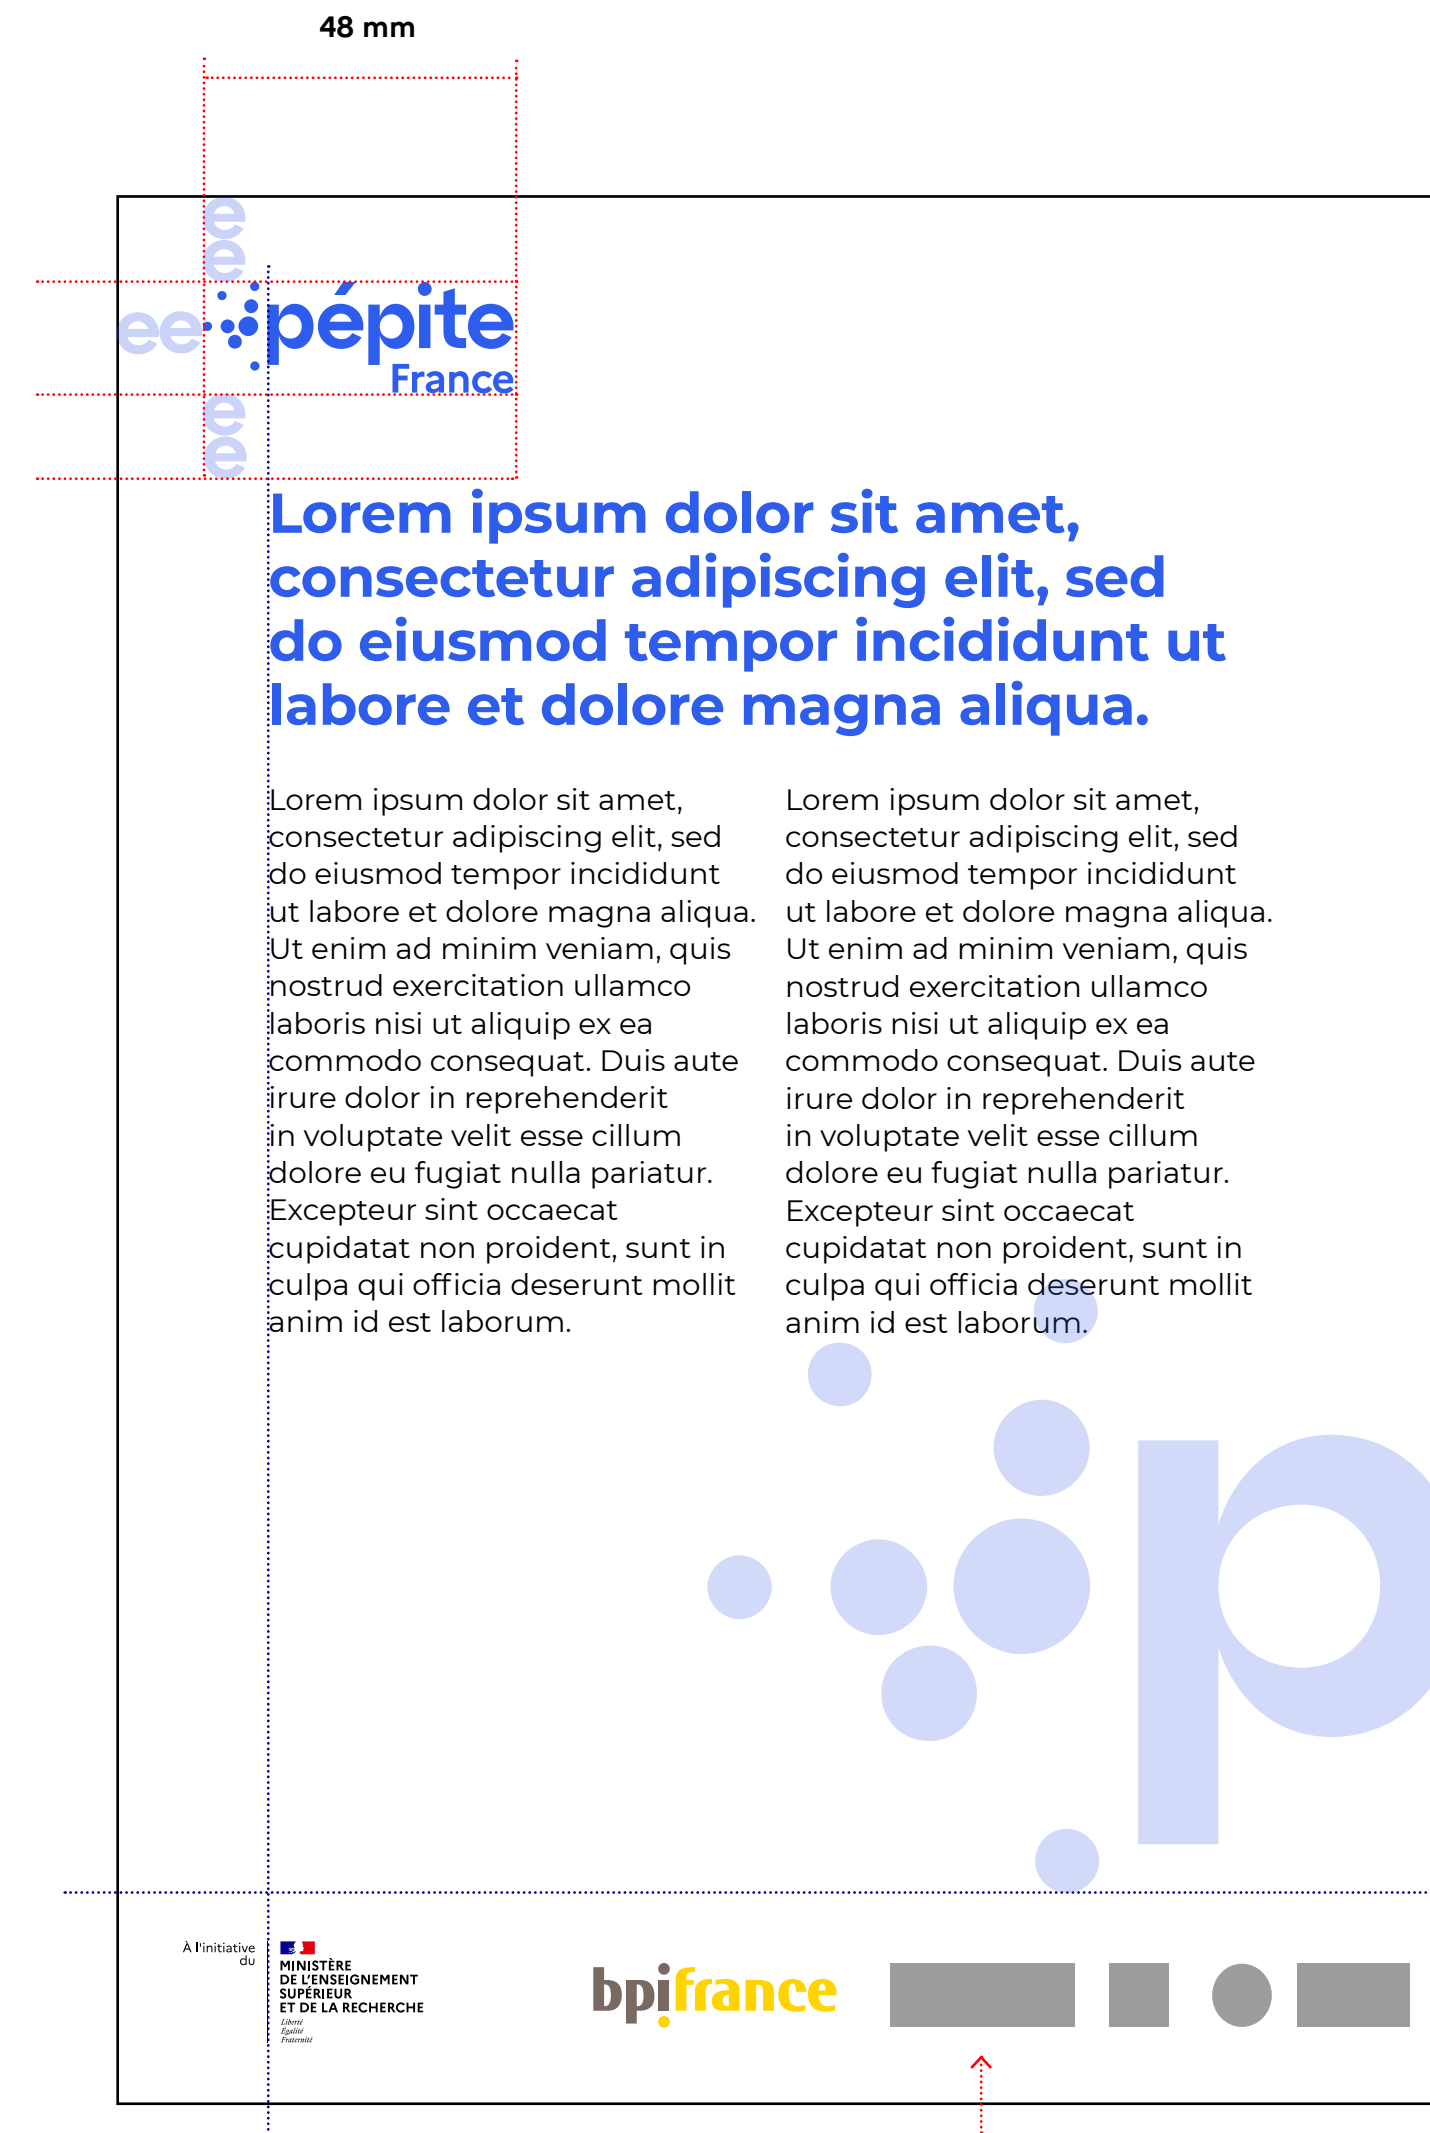 48 mm
e
e
ee
pépite
France
e
e
Lorem ipsum dolor sit amet,
consectetur adipiscing elit, sed
do eiusmod tempor incididunt ut
labore et dolore magna aliqua.
Lorem ipsum dolor sit amet,
consectetur adipiscing elit, sed
do eiusmod tempor incididunt
ut labore et dolore magna aliqua.
Ut enim ad minim veniam, quis
nostrud exercitation ullamco
laboris nisi ut aliquip ex ea
commodo consequat. Duis aute
irure dolor in reprehenderit
in voluptate velit esse cillum
dolore eu fugiat nulla pariatur.
Excepteur sint occaecat
cupidatat non proident, sunt in
culpa qui officia deserunt mollit
anim id est laborum.
Lorem ipsum dolor sit amet,
consectetur adipiscing elit, sed
do eiusmod tempor incididunt
ut labore et dolore magna aliqua.
Ut enim ad minim veniam, quis
nostrud exercitation ullamco
laboris nisi ut aliquip ex ea
commodo consequat. Duis aute
irure dolor in reprehenderit
in voluptate velit esse cillum
dolore eu fugiat nulla pariatur.
Excepteur sint occaecat
cupidatat non proident, sunt in
culpa qui officia deserunt mollit
anim id est laborum.
p
À l'initiative
du
MINISTÈRE
DE L'ENSEIGNEMENT
SUPÉRIEUR
ET DE LA RECHERCHE
Liberté
Égalité
Fraternité
bpifrance